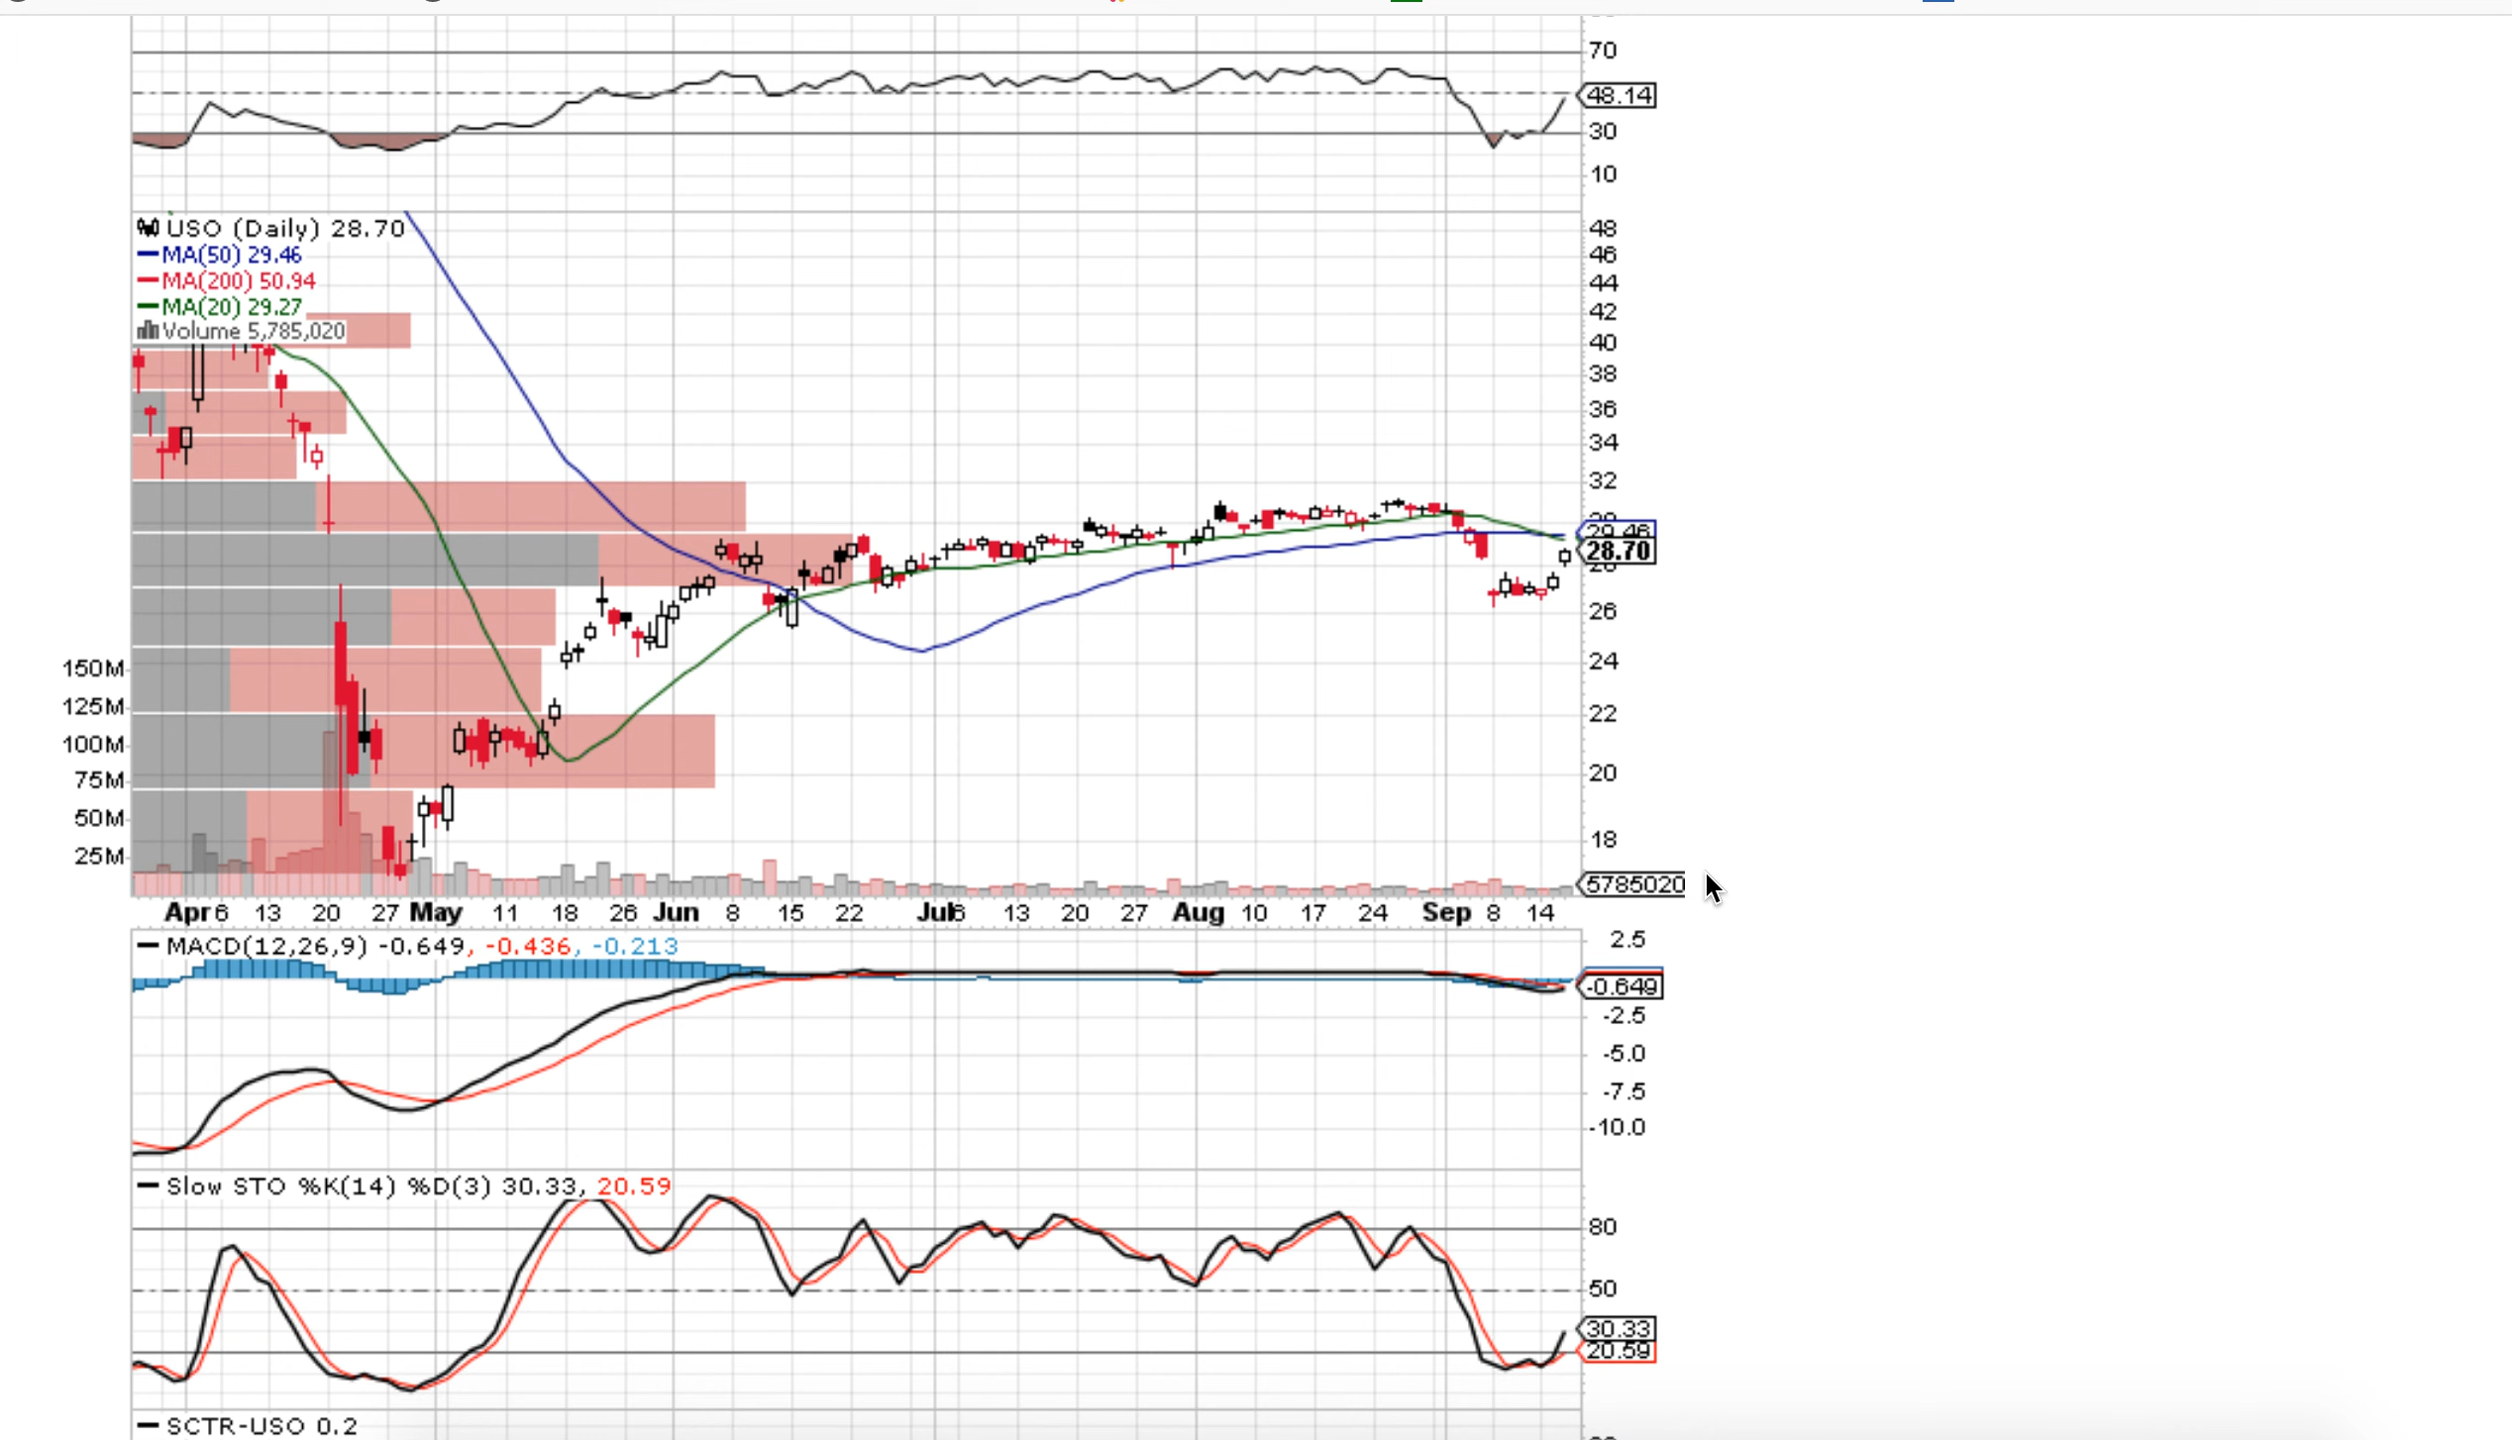 70
48.14
30
10
USO (Daily) 28.70
MA(50) 29.46
MA(200) 50.94
MA(20) 29.27
Volume 5,785,020
48
46
44
42
40
38
36
34
32
29.46
28.70
26
24
22
20
18
150M
125M
100M
75M
50M
25M
5785020
Apr 6 13 20 27 May 11 18 26 Jun 8 15 22 Jul 6 13 20 27 Aug 10 17 24 Sep 8 14
MACD(12,26,9) -0.649, -0.436, -0.213
2.5
-0.649
-2.5
-5.0
-7.5
-10.0
Slow STO %K(14) %D(3) 30.33, 20.59
80
50
30.33
20.59
SCTR-USO 0.2